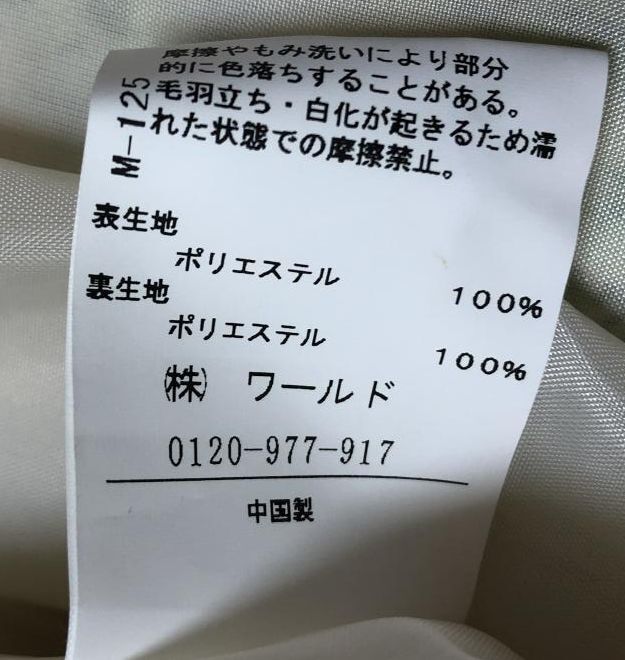 摩擦やもみ洗いにより部分
的に色落ちすることがある。
毛羽立ち・白化が起きるため濡
れた状態での摩擦禁止。
M-125
表生地
ポリエステル 100%
裏生地
ポリエステル 100%
㈱ ワールド
0120-977-917
中国製